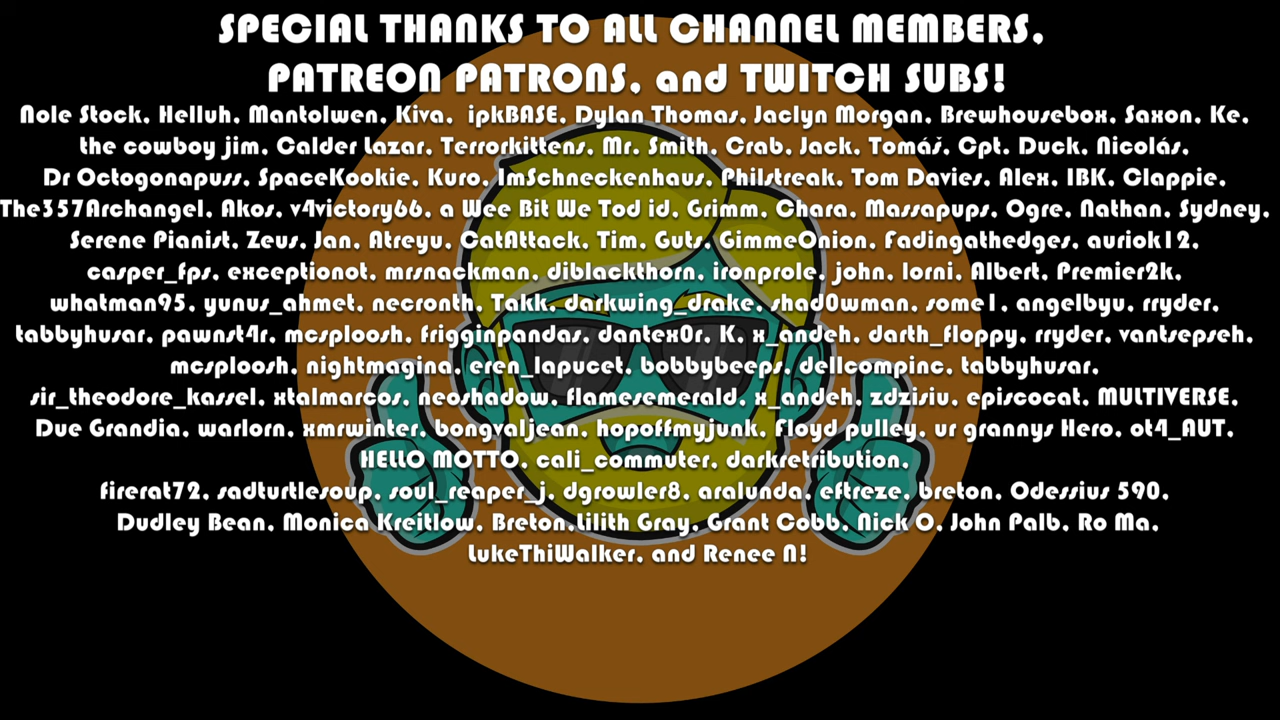 SPECIAL THANKS TO ALL CHANNEL MEMBERS,
PATREON PATRONS, and TWITCH SUBS!
Nole Stock, Helluh, Mantolwen, Kiva,  ipkBASE, Dylan Thomas, Jaclyn Morgan, Brewhousebox, Saxon, Ke,
the cowboy jim, Calder Lazar, Terrorkittens, Mr. Smith, Crab, Jack, Tomáš, Cpt. Duck, Nicolás,
Dr Octogonapuss, SpaceKookie, Kuro, ImSchneckenhaus, Philstreak, Tom Davies, Alex, IBK, Clappie,
The357Archangel, Akos, v4victory66, a Wee Bit We Tod id, Grimm, Chara, Massapups, Ogre, Nathan, Sydney,
Serene Pianist, Zeus, Jan, Atreyu, CatAttack, Tim, Guts, GimmeOnion, Fadingathedges, auriok12,
casper_fps, exceptionot, mrsnackman, diblackthorn, ironprole, john, lorni, Albert, Premier2k,
whatman95, yunus_ahmet, necronth, Takk, darkwing_drake, shad0wman, some1, angelbyu, rryder,
tabbyhusar, pawnst4r, mcsploosh, frigginpandas, dantex0r, K, x_andeh, darth_floppy, rryder, vantsepseh,
mcsploosh, nightmagina, eren_lapucet, bobbybeeps, dellcompinc, tabbyhusar,
sir_theodore_kassel, xtalmarcos, neoshadow, flamesemerald, x_andeh, zdzisiu, episcocat, MULTIVERSE,
Due Grandia, warlorn, xmrwinter, bongvaljean, hopoffmyjunk, Floyd pulley, ur grannys Hero, ot4_AUT,
HELLO MOTTO, cali_commuter, darkretribution,
firerat72, sadturtlesoup, soul_reaper_j, dgrowler8, aralunda, eftreze, breton, Odessius 590,
Dudley Bean, Monica Kreitlow, Breton,Lilith Gray, Grant Cobb, Nick O, John Palb, Ro Ma,
LukeThiWalker, and Renee N!